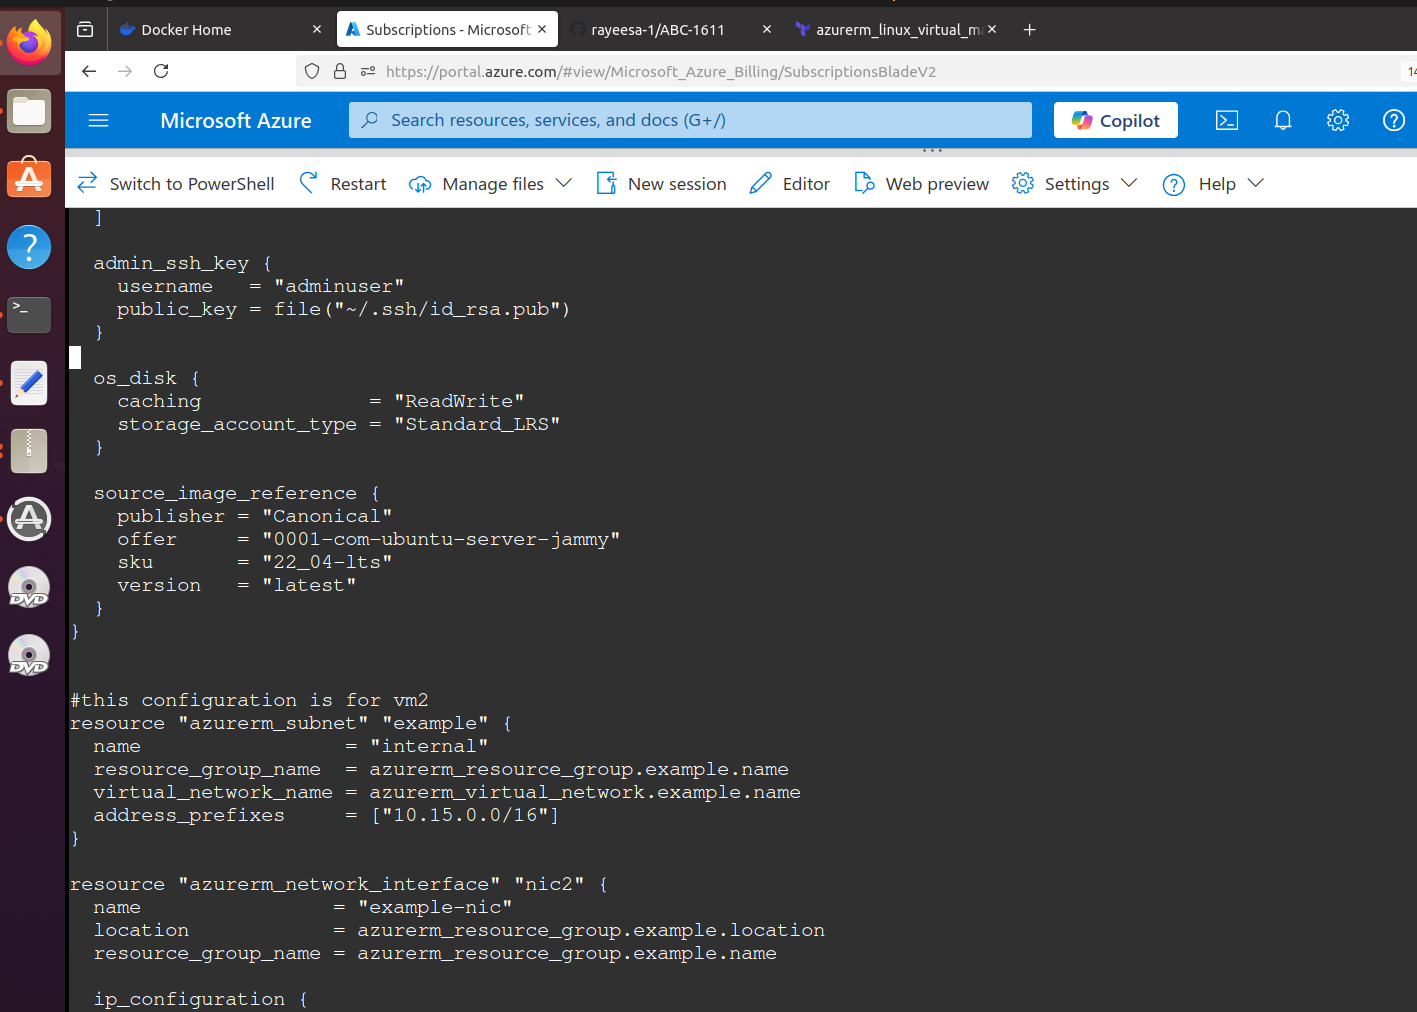 Docker Home
Subscriptions - Microsoft
rayeesa-1/ABC-1611
azurerm_linux_virtual_ma
https://portal.azure.com/#view/Microsoft_Azure_Billing/SubscriptionsBladeV2
Microsoft Azure
Search resources, services, and docs (G+/)
Copilot
Switch to PowerShell
Restart
Manage files
New session
Editor
Web preview
Settings
Help
  ]

  admin_ssh_key {
    username   = "adminuser"
    public_key = file("~/.ssh/id_rsa.pub")
  }

  os_disk {
    caching              = "ReadWrite"
    storage_account_type = "Standard_LRS"
  }

  source_image_reference {
    publisher = "Canonical"
    offer     = "0001-com-ubuntu-server-jammy"
    sku       = "22_04-lts"
    version   = "latest"
  }
}

#this configuration is for vm2
resource "azurerm_subnet" "example" {
  name                 = "internal"
  resource_group_name  = azurerm_resource_group.example.name
  virtual_network_name = azurerm_virtual_network.example.name
  address_prefixes     = ["10.15.0.0/16"]
}

resource "azurerm_network_interface" "nic2" {
  name                = "example-nic"
  location            = azurerm_resource_group.example.location
  resource_group_name = azurerm_resource_group.example.name

  ip_configuration {
DVD
DVD